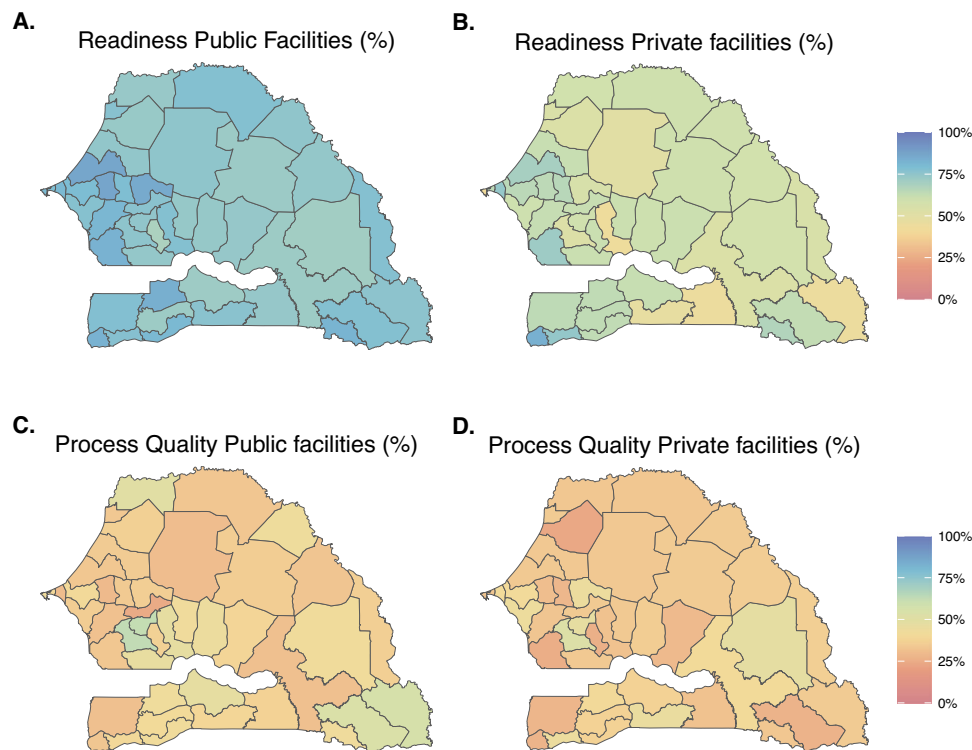 A.
Readiness Public Facilities (%)
B.
Readiness Private facilities (%)
100%
75%
50%
25%
0%
C.
Process Quality Public facilities (%)
D.
Process Quality Private facilities (%)
100%
75%
50%
25%
0%